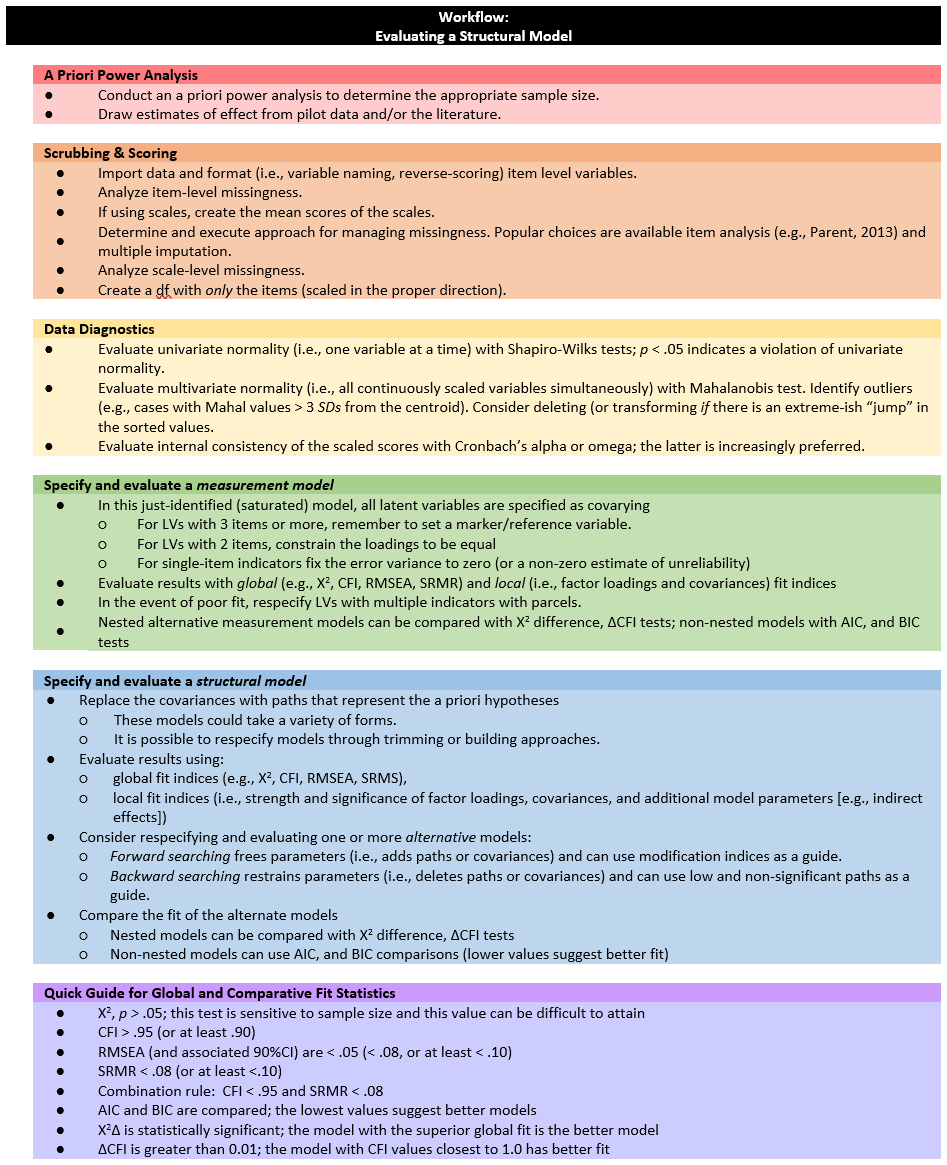 Workflow:
Evaluating a Structural Model
A Priori Power Analysis
● Conduct an a priori power analysis to determine the appropriate sample size.
● Draw estimates of effect from pilot data and/or the literature.
Scrubbing & Scoring
● Import data and format (i.e., variable naming, reverse-scoring) item level variables.
● Analyze item-level missingness.
● If using scales, create the mean scores of the scales.
● Determine and execute approach for managing missingness. Popular choices are available item analysis (e.g., Parent, 2013) and
multiple imputation.
● Analyze scale-level missingness.
● Create a df with only the items (scaled in the proper direction).
Data Diagnostics
● Evaluate univariate normality (i.e., one variable at a time) with Shapiro-Wilks tests; p < .05 indicates a violation of univariate
normality.
● Evaluate multivariate normality (i.e., all continuously scaled variables simultaneously) with Mahalanobis test. Identify outliers
(e.g., cases with Mahal values > 3 SDs from the centroid). Consider deleting (or transforming if there is an extreme-ish “jump” in
the sorted values.
● Evaluate internal consistency of the scaled scores with Cronbach’s alpha or omega; the latter is increasingly preferred.
Specify and evaluate a measurement model
● In this just-identified (saturated) model, all latent variables are specified as covarying
o For LVs with 3 items or more, remember to set a marker/reference variable.
o For LVs with 2 items, constrain the loadings to be equal
o For single-item indicators fix the error variance to zero (or a non-zero estimate of unreliability)
● Evaluate results with global (e.g., X², CFI, RMSEA, SRMR) and local (i.e., factor loadings and covariances) fit indices
● In the event of poor fit, respecify LVs with multiple indicators with parcels.
● Nested alternative measurement models can be compared with X² difference, ΔCFI tests; non-nested models with AIC, and BIC
tests
Specify and evaluate a structural model
● Replace the covariances with paths that represent the a priori hypotheses
o These models could take a variety of forms.
o It is possible to respecify models through trimming or building approaches.
● Evaluate results using:
o global fit indices (e.g., X², CFI, RMSEA, SRMS),
o local fit indices (i.e., strength and significance of factor loadings, covariances, and additional model parameters [e.g., indirect
effects])
● Consider respecifying and evaluating one or more alternative models:
o Forward searching frees parameters (i.e., adds paths or covariances) and can use modification indices as a guide.
o Backward searching restrains parameters (i.e., deletes paths or covariances) and can use low and non-significant paths as a
guide.
● Compare the fit of the alternate models
o Nested models can be compared with X² difference, ΔCFI tests
o Non-nested models can use AIC, and BIC comparisons (lower values suggest better fit)
Quick Guide for Global and Comparative Fit Statistics
● X², p > .05; this test is sensitive to sample size and this value can be difficult to attain
● CFI > .95 (or at least .90)
● RMSEA (and associated 90%CI) are < .05 (< .08, or at least < .10)
● SRMR < .08 (or at least <.10)
● Combination rule: CFI < .95 and SRMR < .08
● AIC and BIC are compared; the lowest values suggest better models
● X²Δ is statistically significant; the model with the superior global fit is the better model
● ΔCFI is greater than 0.01; the model with CFI values closest to 1.0 has better fit